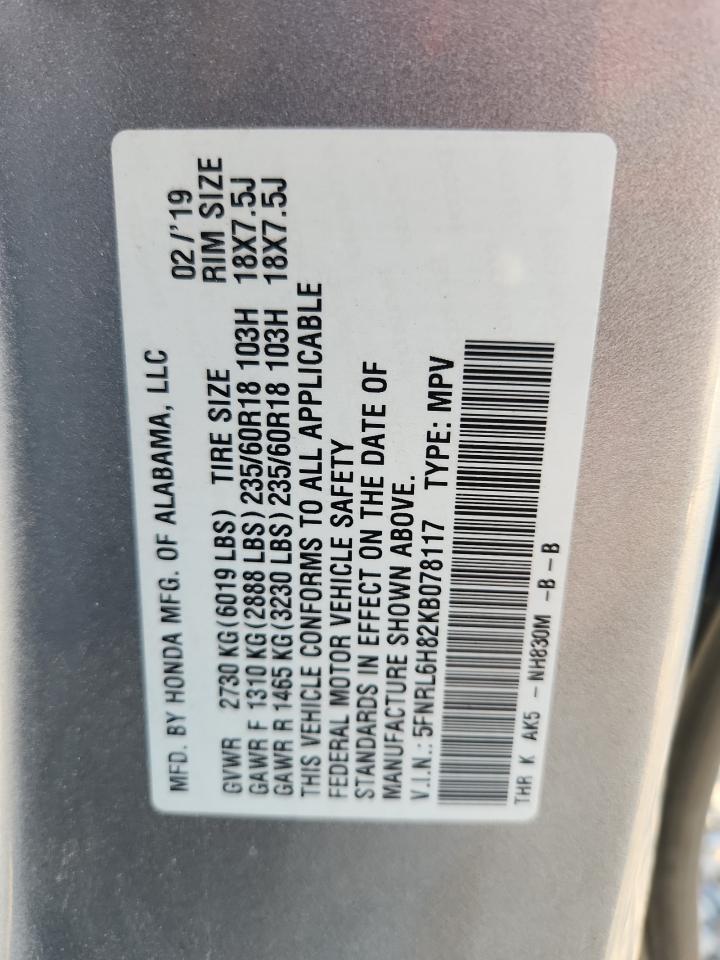 MFD. BY HONDA MFG. OF ALABAMA, LLC 02/'19
GVWR 2730 KG(6019 LBS) TIRE SIZE RIM SIZE
GAWR F 1310 KG(2888 LBS)235/60R18 103H 18X7.5J
GAWR R 1465 KG(3230 LBS)235/60R18 103H 18X7.5J
THIS VEHICLE CONFORMS TO ALL APPLICABLE
FEDERAL MOTOR VEHICLE SAFETY
STANDARDS IN EFFECT ON THE DATE OF
MANUFACTURE SHOWN ABOVE.
V.I.N.:5FNRL6H82KB078117 TYPE: MPV
THR K AK5 -NH830M -B-B